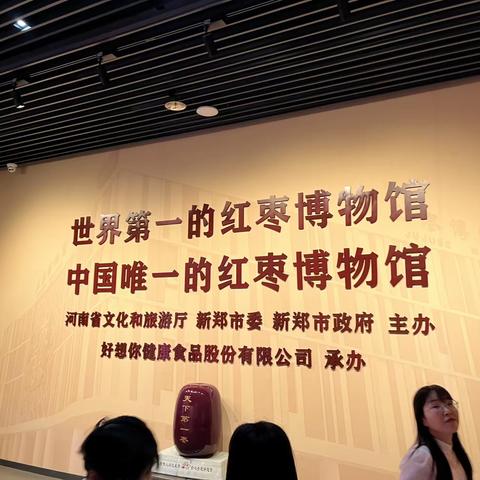 世界第一的红枣博物馆
中国唯一的红枣博物馆
河南省文化和旅游厅 新郑市委 新郑市政府 主办
好想你健康食品股份有限公司 承办
天下第一枣